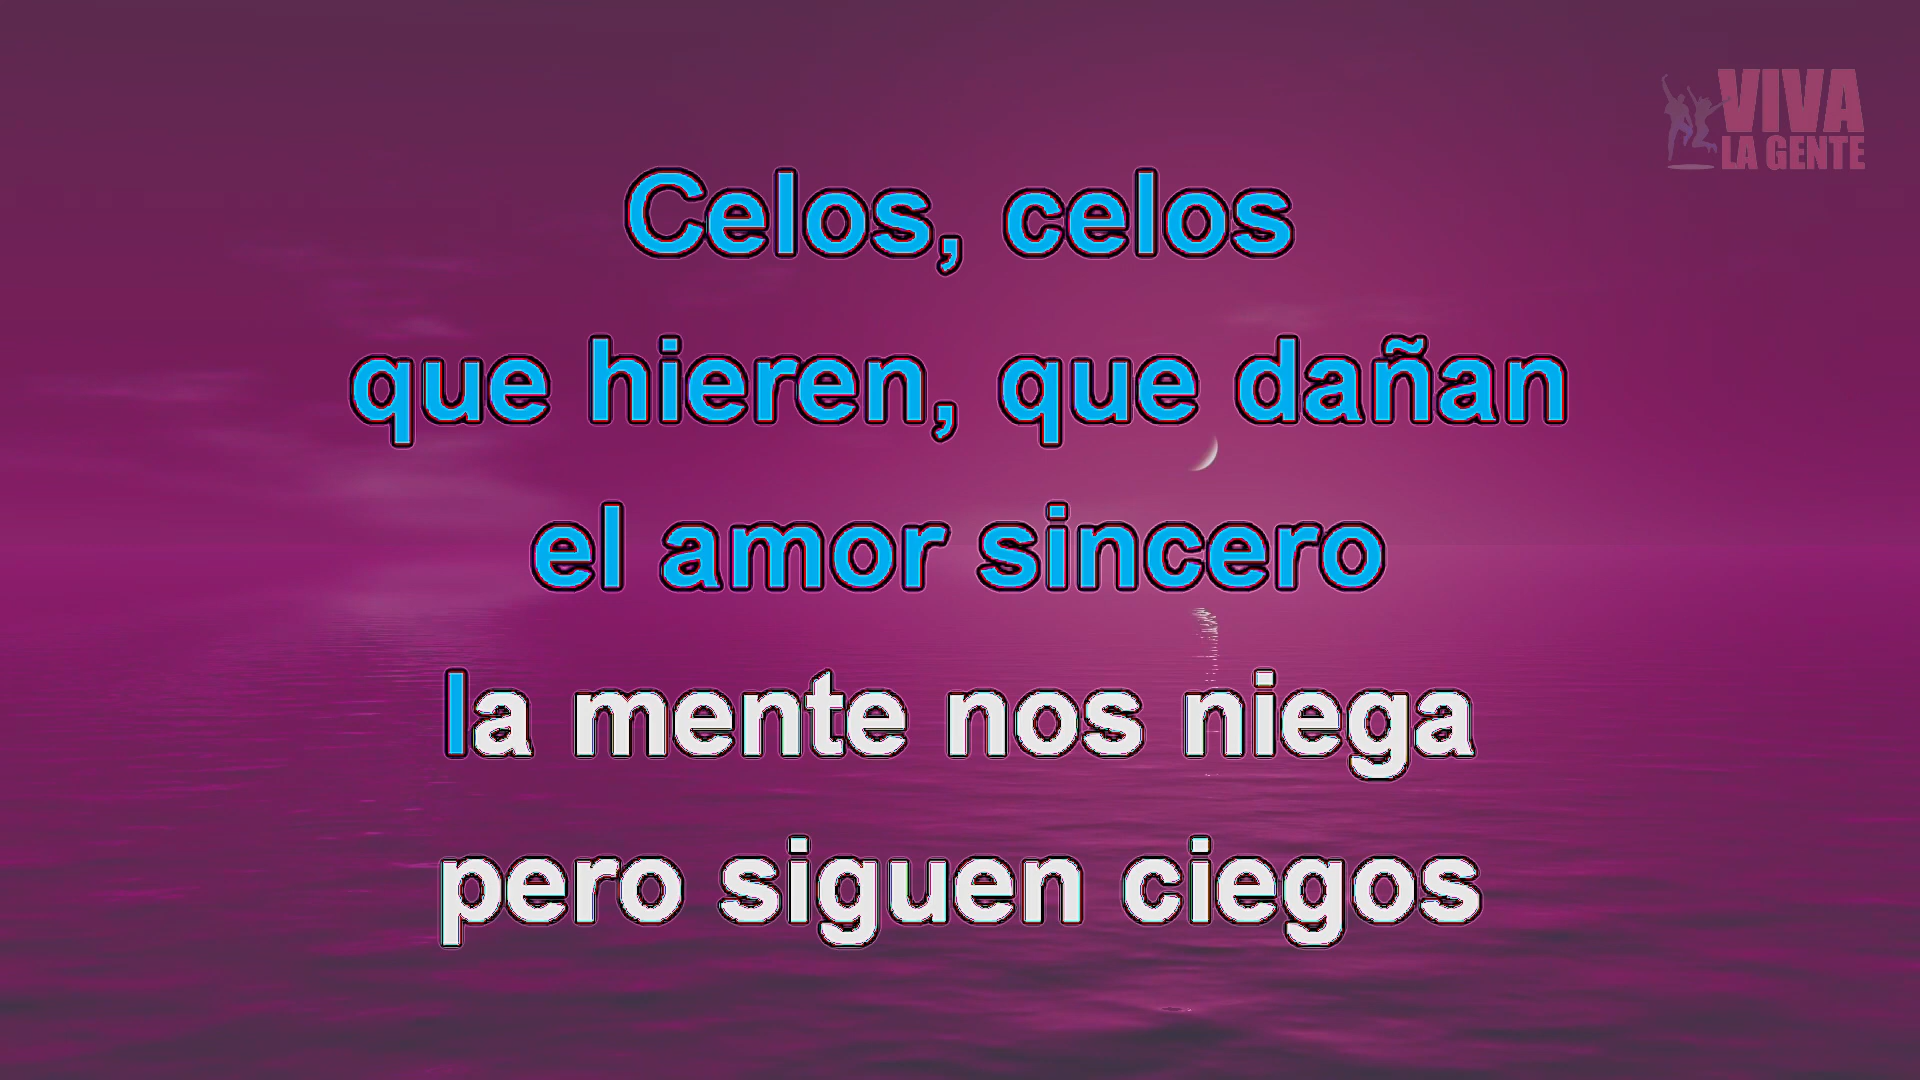 VIVA
LA GENTE
Celos, celos
que hieren, que dañan
el amor sincero
la mente nos niega
pero siguen ciegos